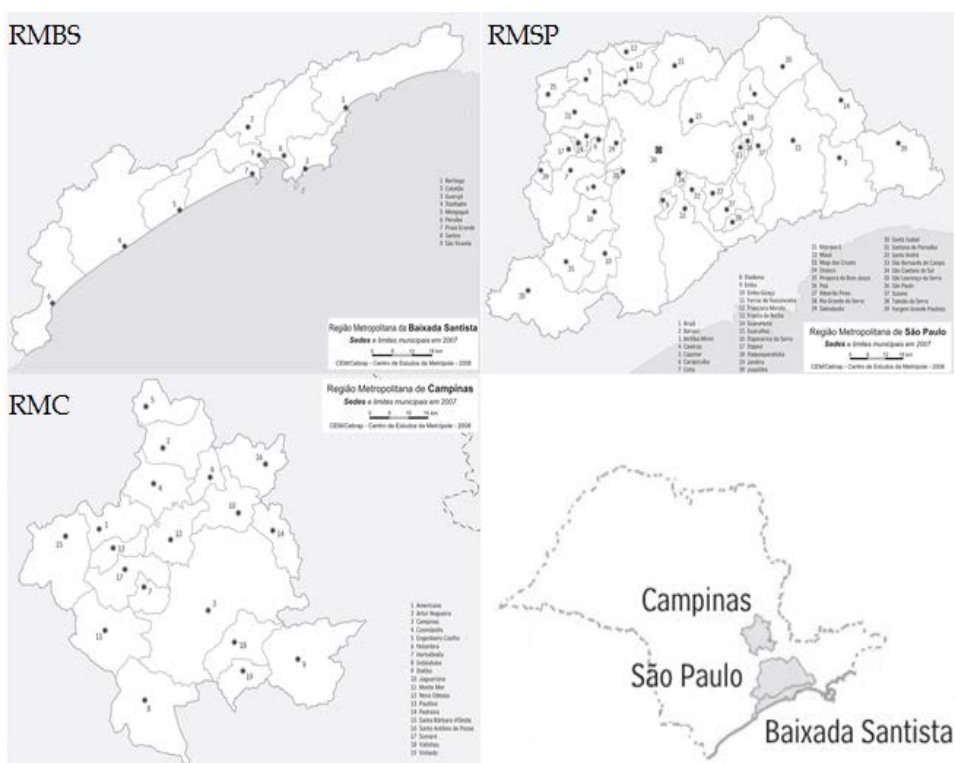 RMBS
1 Bertioga
2 Cubatão
3 Guarujá
4 Itanhaém
5 Mongaguá
6 Peruíbe
7 Praia Grande
8 Santos
9 São Vicente
Região Metropolitana da Baixada Santista
Sedes e limites municipais em 2007
CEM/Cebrap - Centro de Estudos da Metrópole - 2008
RMSP
1 Arujá
2 Barueri
3 Biritiba Mirim
4 Caieiras
5 Cajamar
6 Carapicuíba
7 Cotia
8 Diadema
9 Embu
10 Embu-Guaçu
11 Ferraz de Vasconcelos
12 Francisco Morato
13 Franco da Rocha
14 Guararema
15 Guarulhos
16 Itapecerica da Serra
17 Itapevi
18 Itaquaquecetuba
19 Jandira
20 Juquitiba
21 Mairiporã
22 Mauá
23 Mogi das Cruzes
24 Osasco
25 Pirapora do Bom Jesus
26 Poá
27 Ribeirão Pires
28 Rio Grande da Serra
29 Salesópolis
30 Santa Isabel
31 Santana de Parnaíba
32 Santo André
33 São Bernardo do Campo
34 São Caetano do Sul
35 São Lourenço da Serra
36 São Paulo
37 Suzano
38 Taboão da Serra
39 Vargem Grande Paulista
Região Metropolitana de São Paulo
Sedes e limites municipais em 2007
CEM/Cebrap - Centro de Estudos da Metrópole - 2008
RMC
Região Metropolitana de Campinas
Sedes e limites municipais em 2007
CEM/Cebrap - Centro de Estudos da Metrópole - 2008
1 Americana
2 Artur Nogueira
3 Campinas
4 Cosmópolis
5 Engenheiro Coelho
6 Holambra
7 Hortolândia
8 Indaiatuba
9 Itatiba
10 Jaguariúna
11 Monte Mor
12 Nova Odessa
13 Paulínia
14 Pedreira
15 Santa Bárbara d'Oeste
16 Santo Antônio de Posse
17 Sumaré
18 Valinhos
19 Vinhedo
Campinas
São Paulo
Baixada Santista